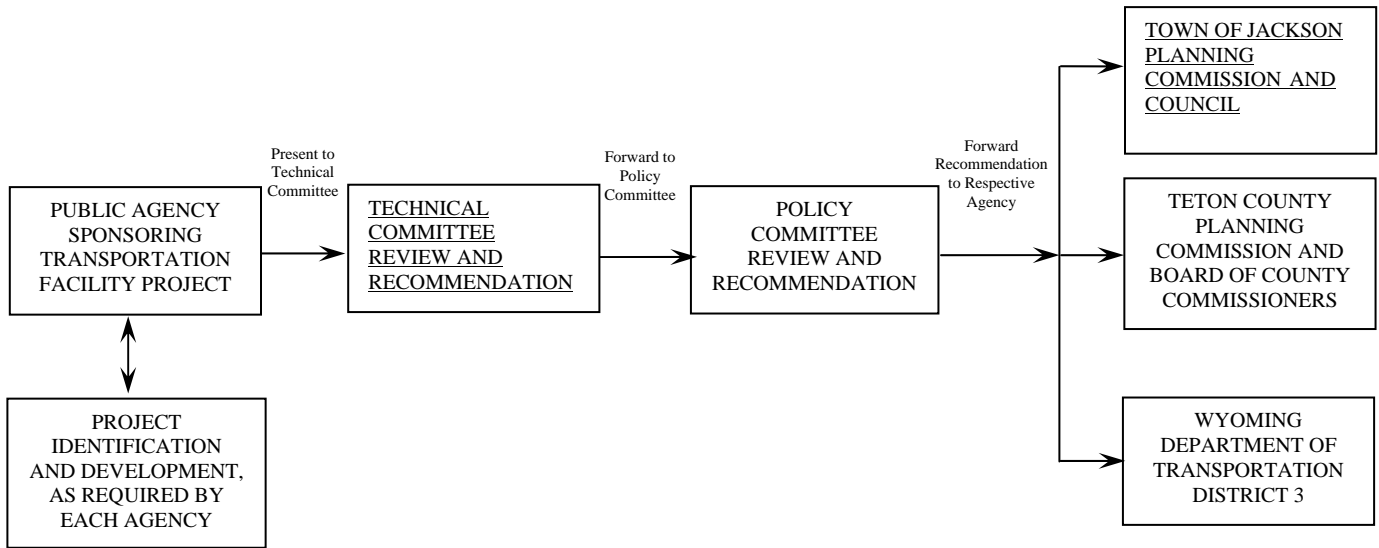 PUBLIC AGENCY
SPONSORING
TRANSPORTATION
FACILITY PROJECT
PROJECT
IDENTIFICATION
AND DEVELOPMENT,
AS REQUIRED BY
EACH AGENCY
Present to
Technical
Committee
TECHNICAL
COMMITTEE
REVIEW AND
RECOMMENDATION
Forward to
Policy
Committee
POLICY
COMMITTEE
REVIEW AND
RECOMMENDATION
Forward
Recommendation
to Respective
Agency
TOWN OF JACKSON
PLANNING
COMMISSION AND
COUNCIL
TETON COUNTY
PLANNING
COMMISSION AND
BOARD OF COUNTY
COMMISSIONERS
WYOMING
DEPARTMENT OF
TRANSPORTATION
DISTRICT 3